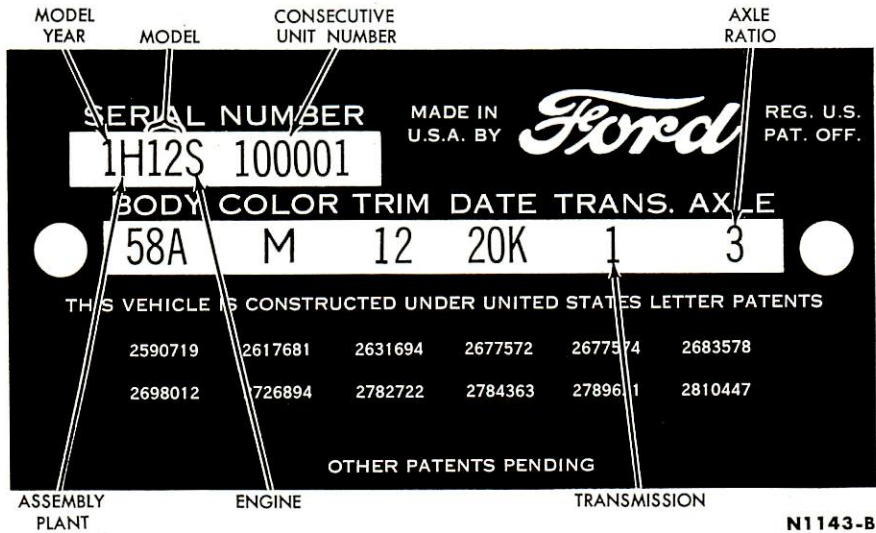 MODEL YEAR
MODEL
CONSECUTIVE UNIT NUMBER
AXLE RATIO
SERIAL NUMBER
MADE IN U.S.A. BY
Ford
REG. U.S. PAT. OFF.
1H12S 100001
BODY COLOR TRIM DATE TRANS. AXLE
58A M 12 20K 1 3
THIS VEHICLE IS CONSTRUCTED UNDER UNITED STATES LETTER PATENTS
2590719 2617681 2631694 2677572 2677574 2683578
2698012 2782722 2784363 2810447
OTHER PATENTS PENDING
ASSEMBLY PLANT
ENGINE
TRANSMISSION
N1143-B